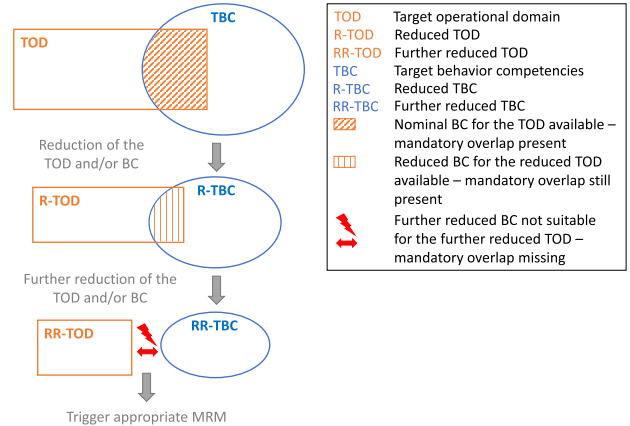 TBC
TOD
Reduction of the
TOD and/or BC
R-TBC
R-TOD
Further reduction of the
TOD and/or BC
RR-TBC
RR-TOD
Trigger appropriate MRM
TOD Target operational domain
R-TOD Reduced TOD
RR-TOD Further reduced TOD
TBC Target behavior competencies
R-TBC Reduced TBC
RR-TBC Further reduced TBC
Nominal BC for the TOD available –
mandatory overlap present
Reduced BC for the reduced TOD
available – mandatory overlap still
present
Further reduced BC not suitable
for the further reduced TOD –
mandatory overlap missing